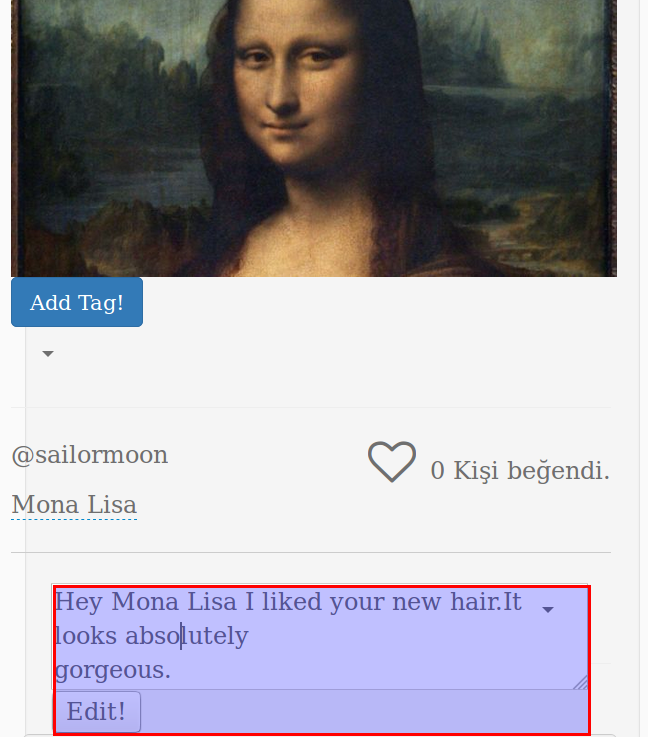 Add Tag!
@sailormoon
0 Kişi beğendi.
Mona Lisa
Hey Mona Lisa I liked your new hair.It
looks absolutely
gorgeous.
Edit!